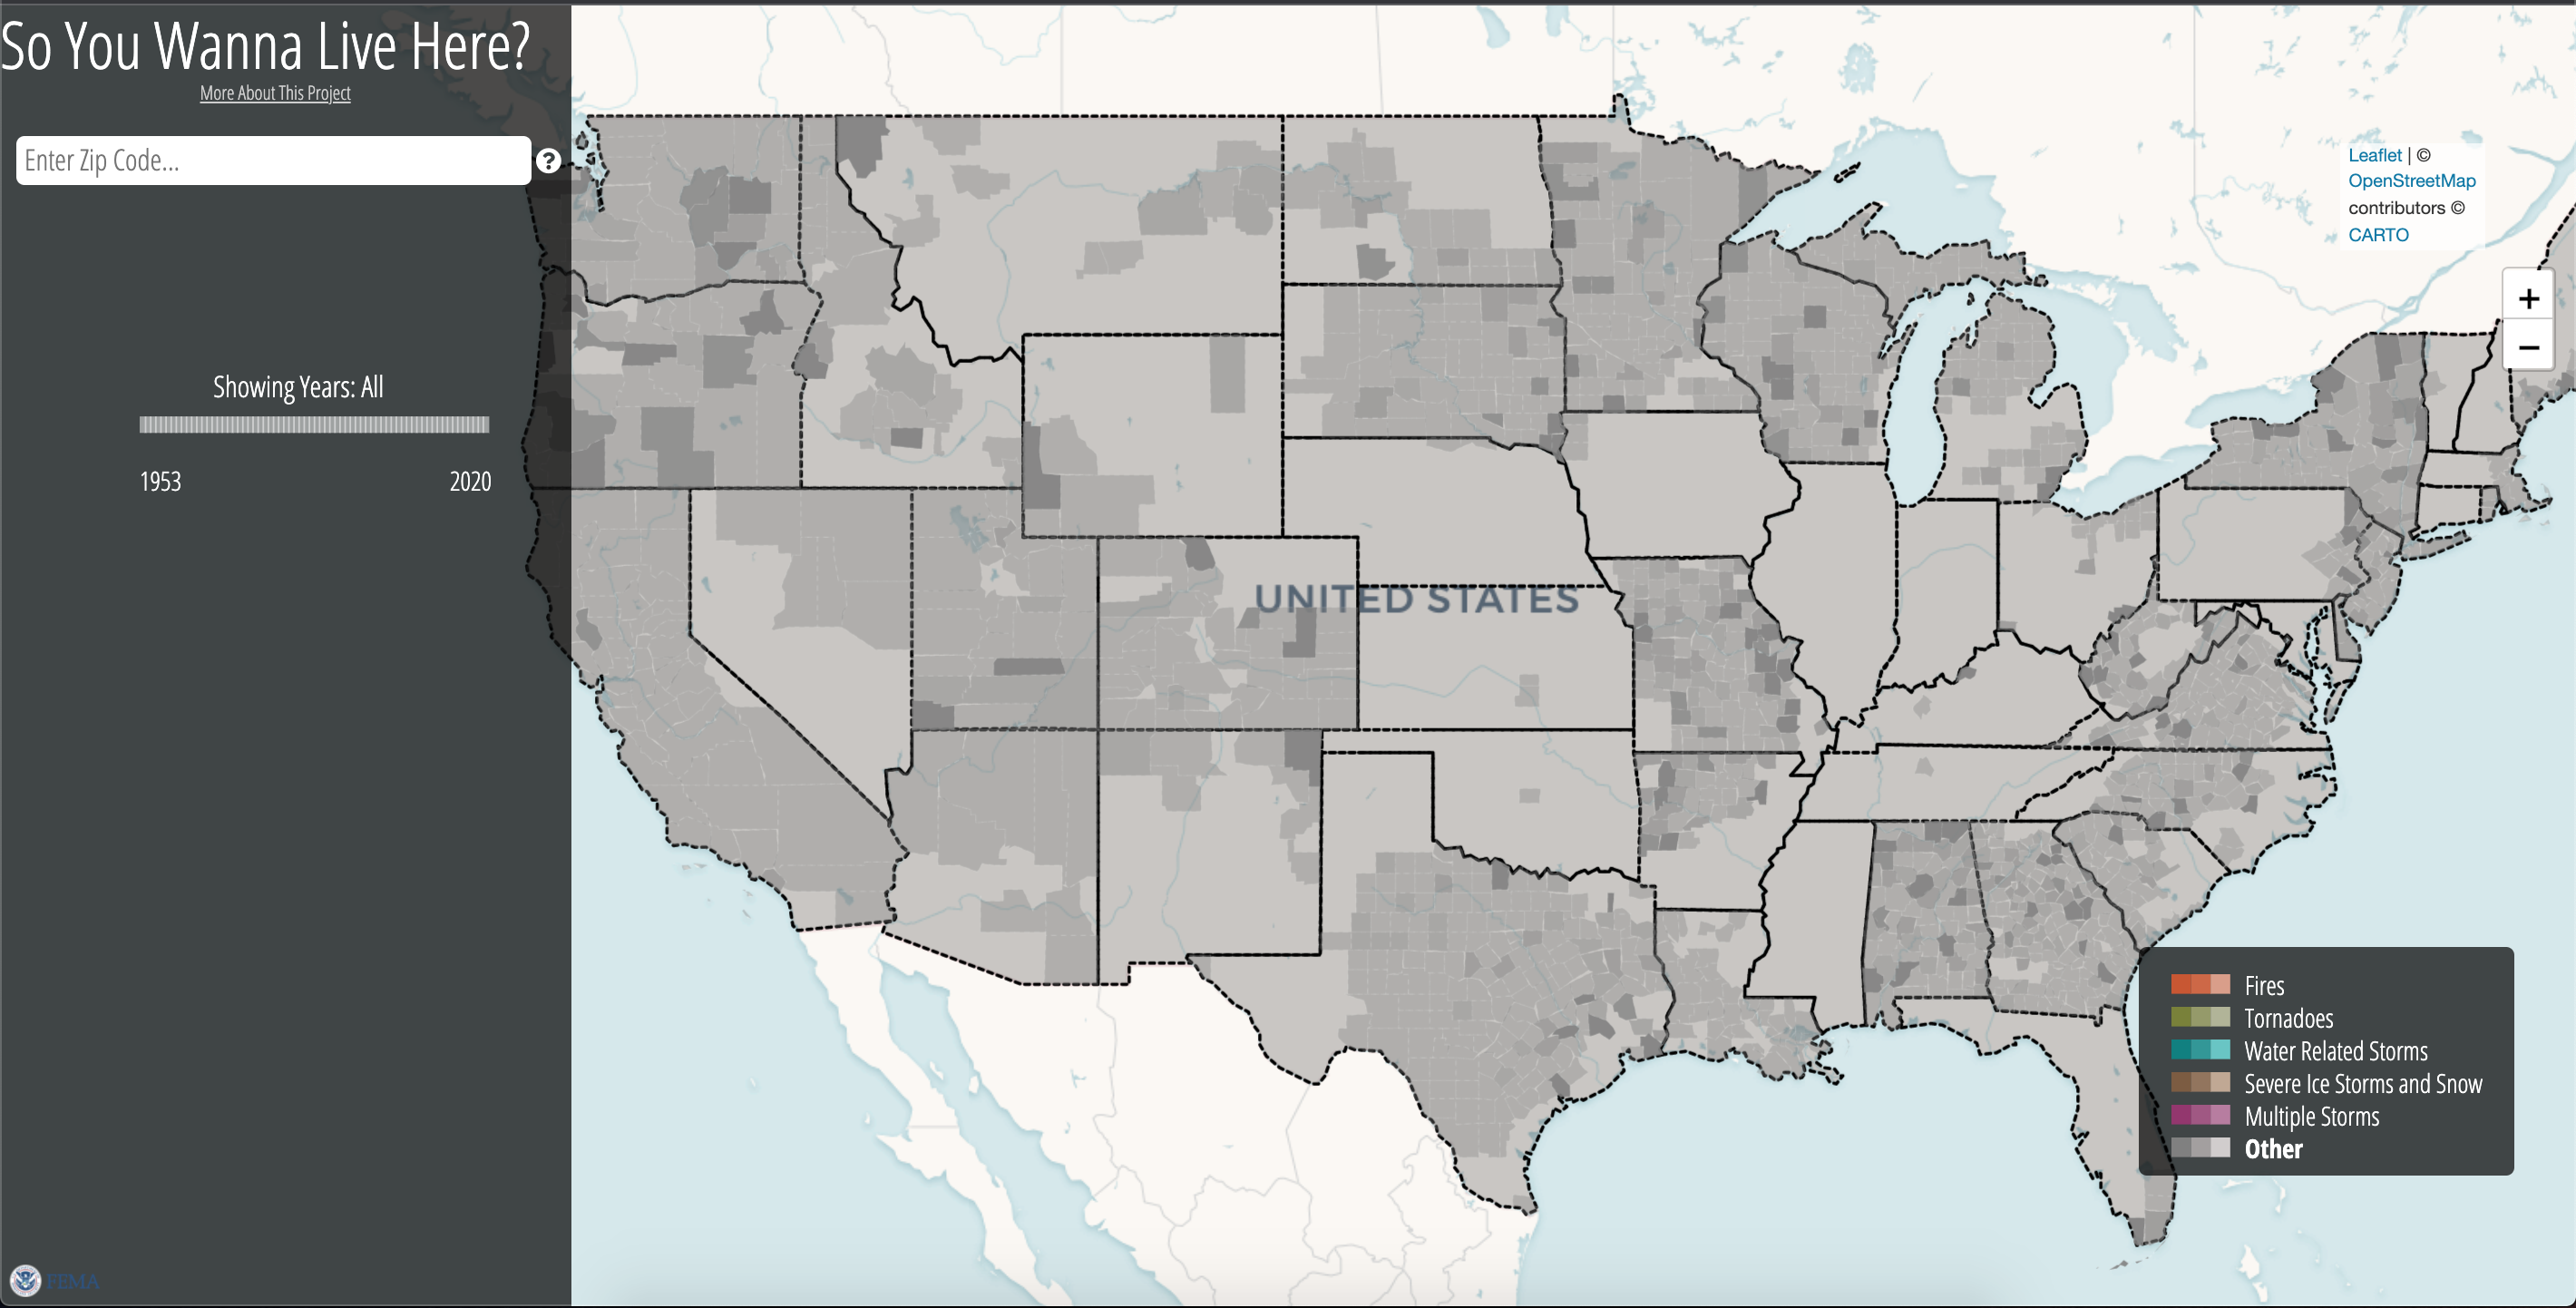 So You Wanna Live Here?
More About This Project
Enter Zip Code...
?
Showing Years: All
1953 2020
FEMA
UNITED STATES
Leaflet | ©
OpenStreetMap
contributors ©
CARTO
+
−
Fires
Tornadoes
Water Related Storms
Severe Ice Storms and Snow
Multiple Storms
Other